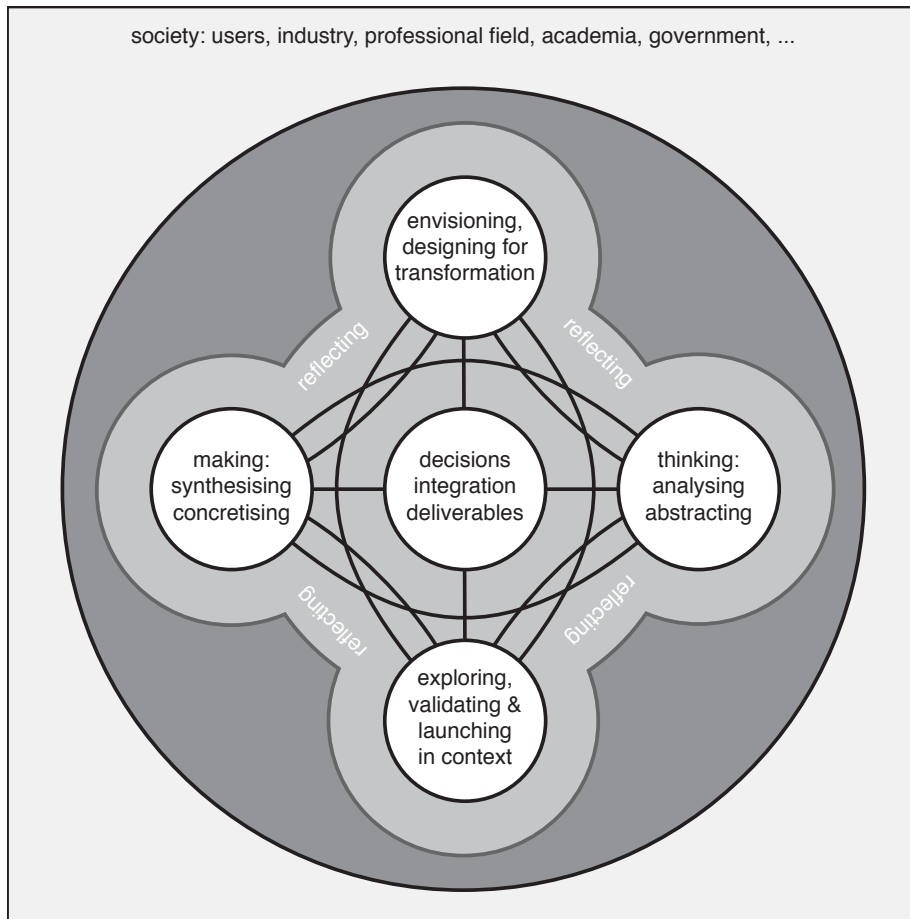 society: users, industry, professional field, academia, government, ...
envisioning,
designing for
transformation
reflecting
reflecting
making:
synthesising
concretising
decisions
integration
deliverables
thinking:
analysing
abstracting
reflecting
reflecting
exploring,
validating &
launching
in context